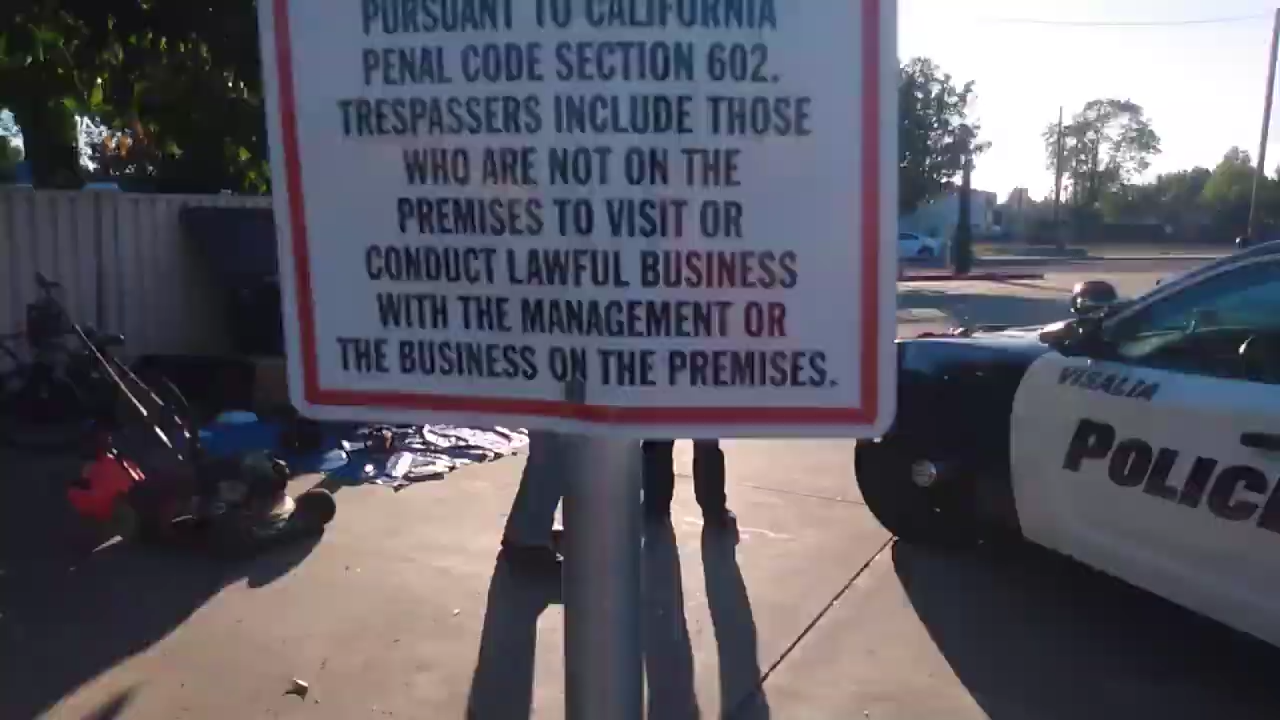 PURSUANT TO CALIFORNIA
PENAL CODE SECTION 602.
TRESPASSERS INCLUDE THOSE
WHO ARE NOT ON THE
PREMISES TO VISIT OR
CONDUCT LAWFUL BUSINESS
WITH THE MANAGEMENT OR
THE BUSINESS ON THE PREMISES.
VISALIA
POLICE